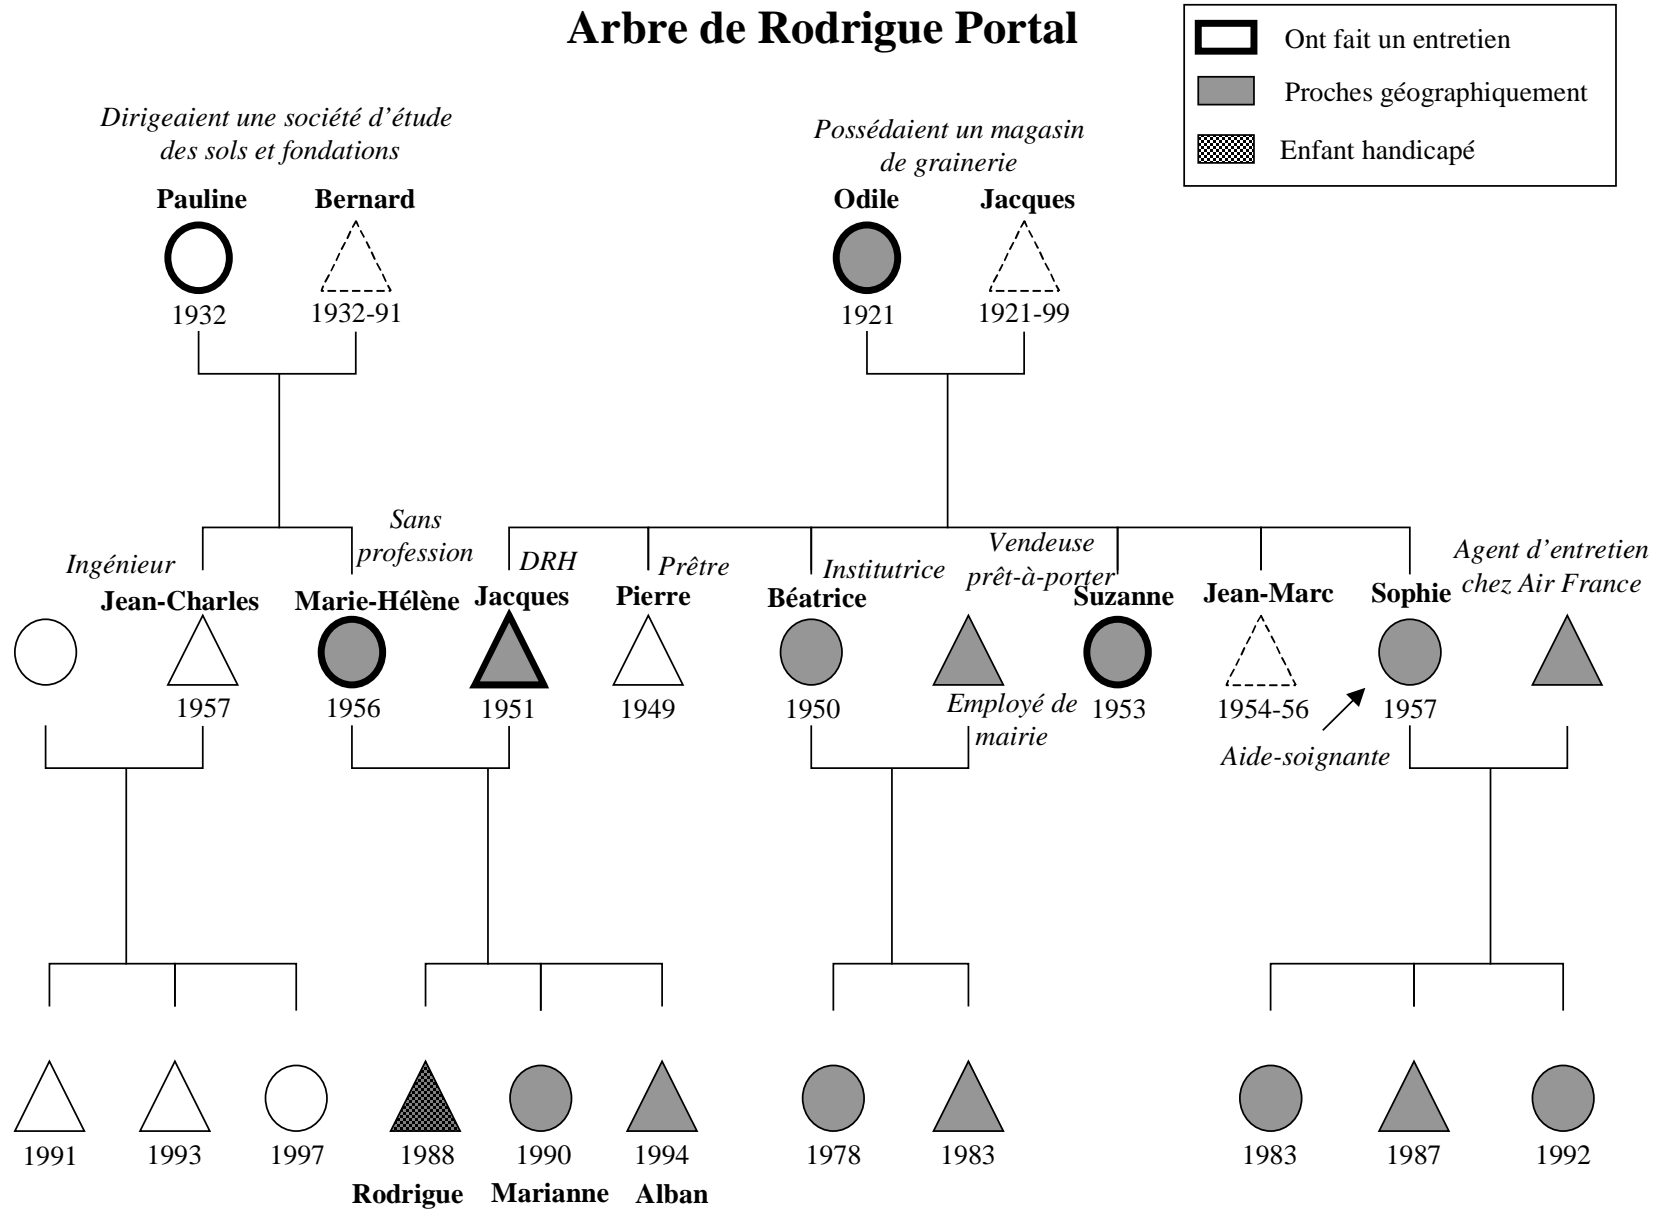 Arbre de Rodrigue Portal
Ont fait un entretien
Proches géographiquement
Enfant handicapé
Dirigeaient une société d’étude
des sols et fondations
Possédaient un magasin
de grainerie
Pauline
Bernard
Odile
Jacques
1932
1932-91
1921
1921-99
Ingénieur
Sans
profession
DRH
Prêtre
Institutrice
Vendeuse
prêt-à-porter
Agent d’entretien
chez Air France
Jean-Charles
Marie-Hélène
Jacques
Pierre
Béatrice
Suzanne
Jean-Marc
Sophie
1957
1956
1951
1949
1950
Employé de
mairie
1953
1954-56
1957
Aide-soignante
1991
1993
1997
1988
1990
1994
1978
1983
1983
1987
1992
Rodrigue
Marianne
Alban